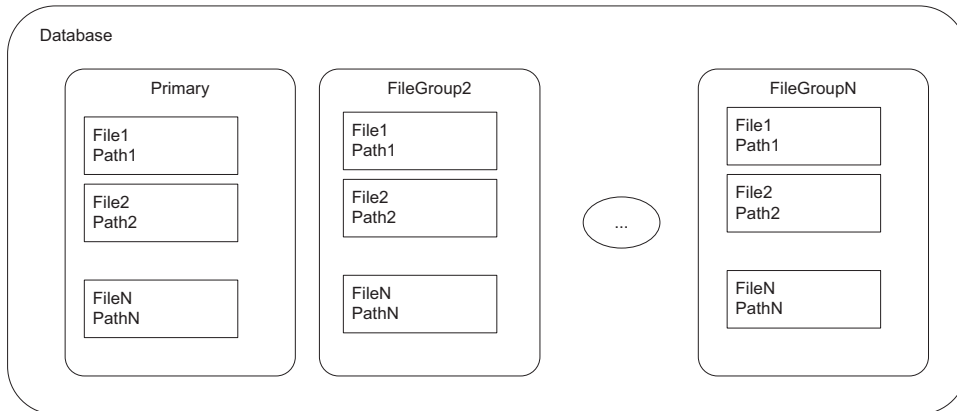 Database
Primary
File1
Path1
File2
Path2
FileN
PathN
FileGroup2
File1
Path1
File2
Path2
FileN
PathN
...
FileGroupN
File1
Path1
File2
Path2
FileN
PathN